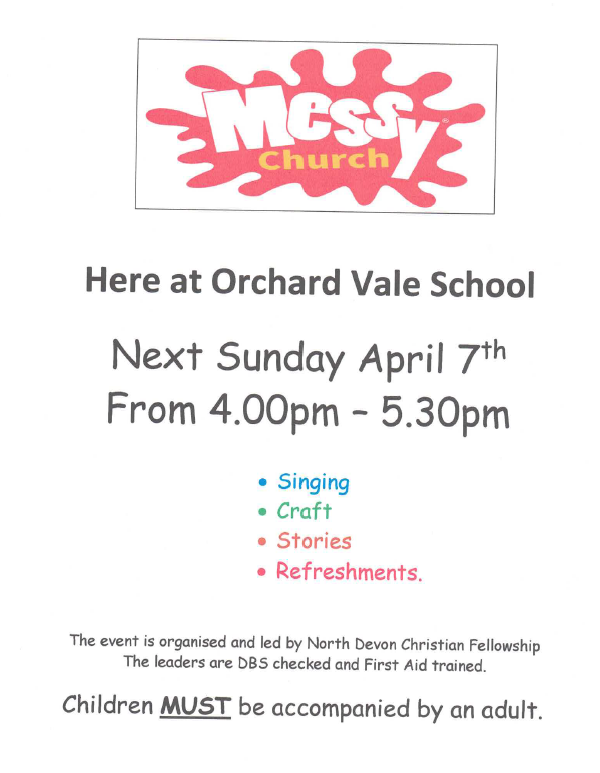 Messy®
Church
Here at Orchard Vale School
Next Sunday April 7th
From 4.00pm – 5.30pm
• Singing
• Craft
• Stories
• Refreshments.
The event is organised and led by North Devon Christian Fellowship
The leaders are DBS checked and First Aid trained.
Children MUST be accompanied by an adult.